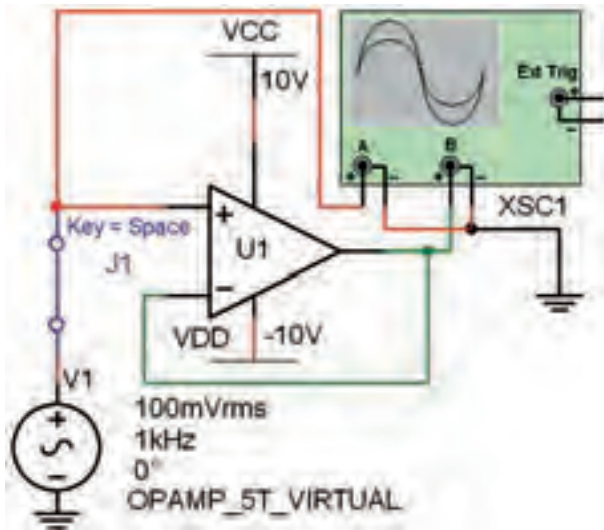 VCC
10V
Ext Trig
+
-
A
B
+
-
+
-
XSC1
+
-
U1
Key = Space
J1
VDD
-10V
V1
+
-
100mVrms
1kHz
0°
OPAMP_5T_VIRTUAL